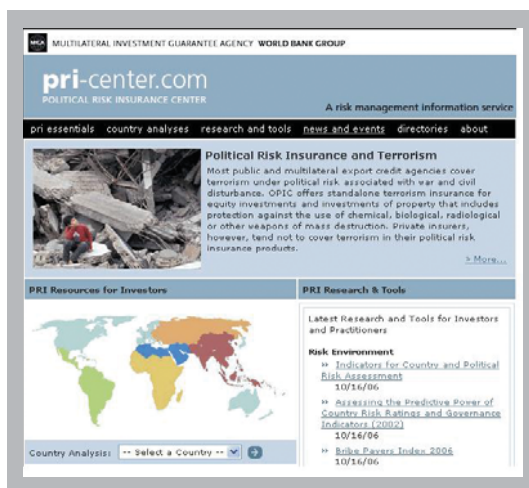 MIGA MULTILATERAL INVESTMENT GUARANTEE AGENCY WORLD BANK GROUP
pri-center.com
POLITICAL RISK INSURANCE CENTER
A risk management information service
pri essentials country analyses research and tools news and events directories about
Political Risk Insurance and Terrorism
Most public and multilateral export credit agencies cover
terrorism under political risk associated with war and civil
disturbance. OPIC offers standalone terrorism insurance for
equity investments and investments of property that includes
protection against the use of chemical, biological, radiological
or other weapons of mass destruction. Private insurers,
however, tend not to cover terrorism in their political risk
insurance products.
> More...
PRI Resources for Investors
Country Analysis: -- Select a Country --
PRI Research & Tools
Latest Research and Tools for Investors
and Practitioners
Risk Environment
» Indicators for Country and Political
Risk Assessment
10/16/06
» Assessing the Predictive Power of
Country Risk Ratings and Governance
Indicators (2002)
10/16/06
» Bribe Payers Index 2006
10/16/06